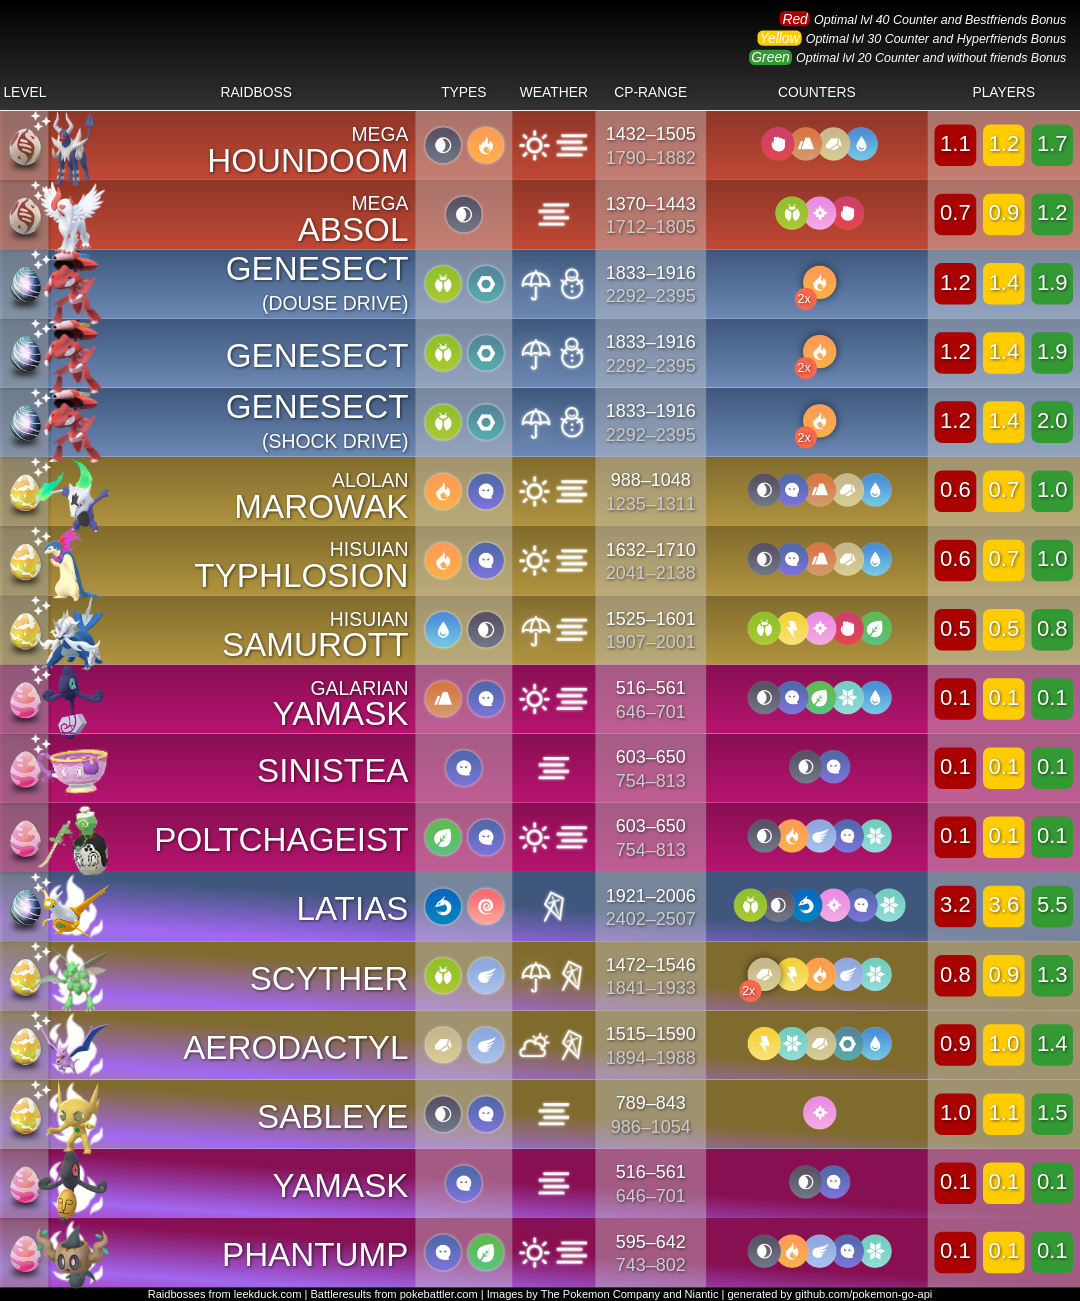 Red Optimal lvl 40 Counter and Bestfriends Bonus
Yellow Optimal lvl 30 Counter and Hyperfriends Bonus
Green Optimal lvl 20 Counter and without friends Bonus
LEVEL RAIDBOSS TYPES WEATHER CP-RANGE COUNTERS PLAYERS
MEGA
HOUNDOOM
1432–1505
1790–1882
1.1 1.2 1.7
MEGA
ABSOL
1370–1443
1712–1805
0.7 0.9 1.2
GENESECT
(DOUSE DRIVE)
1833–1916
2292–2395
2x
1.2 1.4 1.9
GENESECT
1833–1916
2292–2395
2x
1.2 1.4 1.9
GENESECT
(SHOCK DRIVE)
1833–1916
2292–2395
2x
1.2 1.4 2.0
ALOLAN
MAROWAK
988–1048
1235–1311
0.6 0.7 1.0
HISUIAN
TYPHLOSION
1632–1710
2041–2138
0.6 0.7 1.0
HISUIAN
SAMUROTT
1525–1601
1907–2001
0.5 0.5 0.8
GALARIAN
YAMASK
516–561
646–701
0.1 0.1 0.1
SINISTEA
603–650
754–813
0.1 0.1 0.1
POLTCHAGEIST
603–650
754–813
0.1 0.1 0.1
LATIAS
1921–2006
2402–2507
3.2 3.6 5.5
SCYTHER
1472–1546
1841–1933
2x
0.8 0.9 1.3
AERODACTYL
1515–1590
1894–1988
0.9 1.0 1.4
SABLEYE
789–843
986–1054
1.0 1.1 1.5
YAMASK
516–561
646–701
0.1 0.1 0.1
PHANTUMP
595–642
743–802
0.1 0.1 0.1
Raidbosses from leekduck.com | Battleresults from pokebattler.com | Images by The Pokemon Company and Niantic | generated by github.com/pokemon-go-api